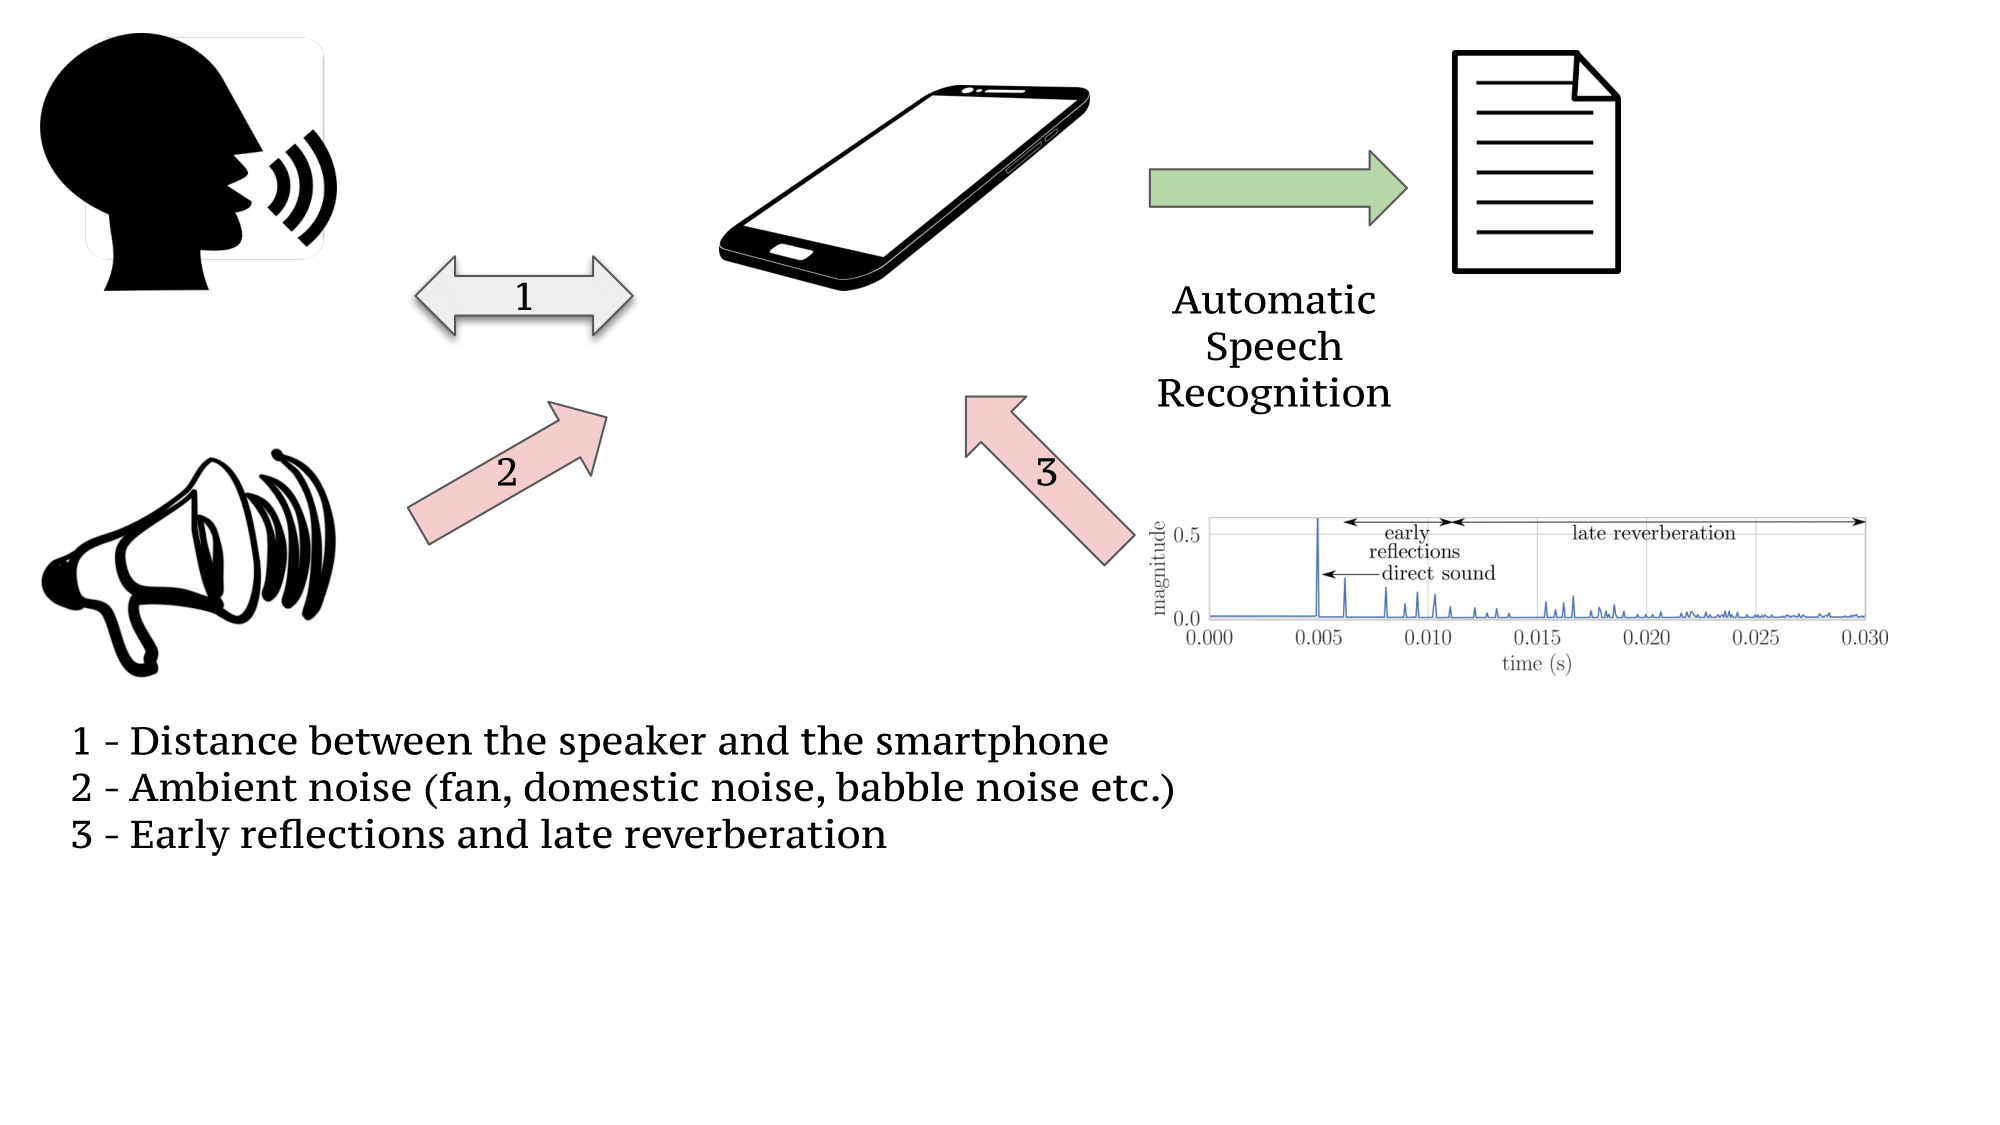 1
Automatic
Speech
Recognition
2
3
magnitude
0.5
0.0
early
reflections
late reverberation
direct sound
0.000 0.005 0.010 0.015 0.020 0.025 0.030
time (s)
1 - Distance between the speaker and the smartphone
2 - Ambient noise (fan, domestic noise, babble noise etc.)
3 - Early reflections and late reverberation